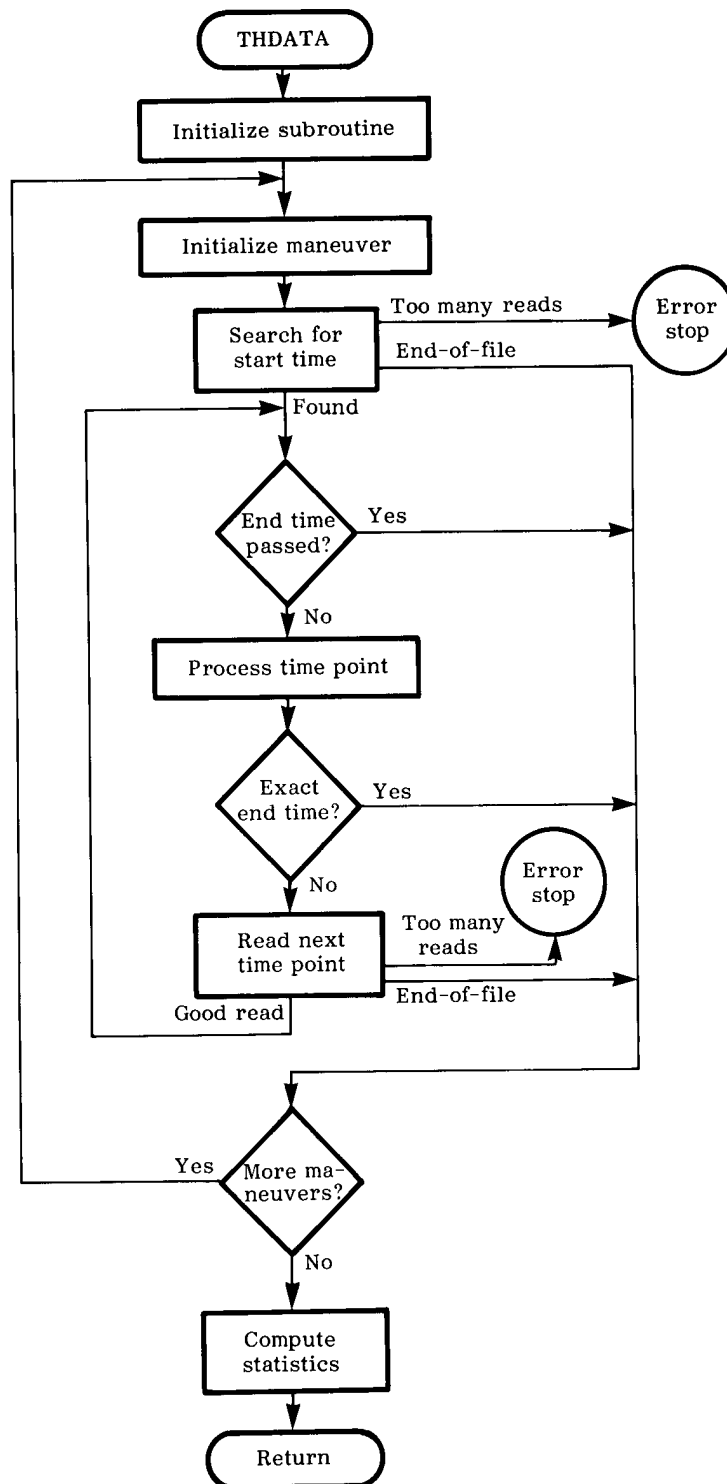 THDATA
Initialize subroutine
Initialize maneuver
Too many reads
Error
stop
Search for
start time
End-of-file
Found
End time
passed?
Yes
No
Process time point
Exact
end time?
Yes
No
Error
stop
Too many
reads
Read next
time point
End-of-file
Good read
Yes
More ma-
neuvers?
No
Compute
statistics
Return